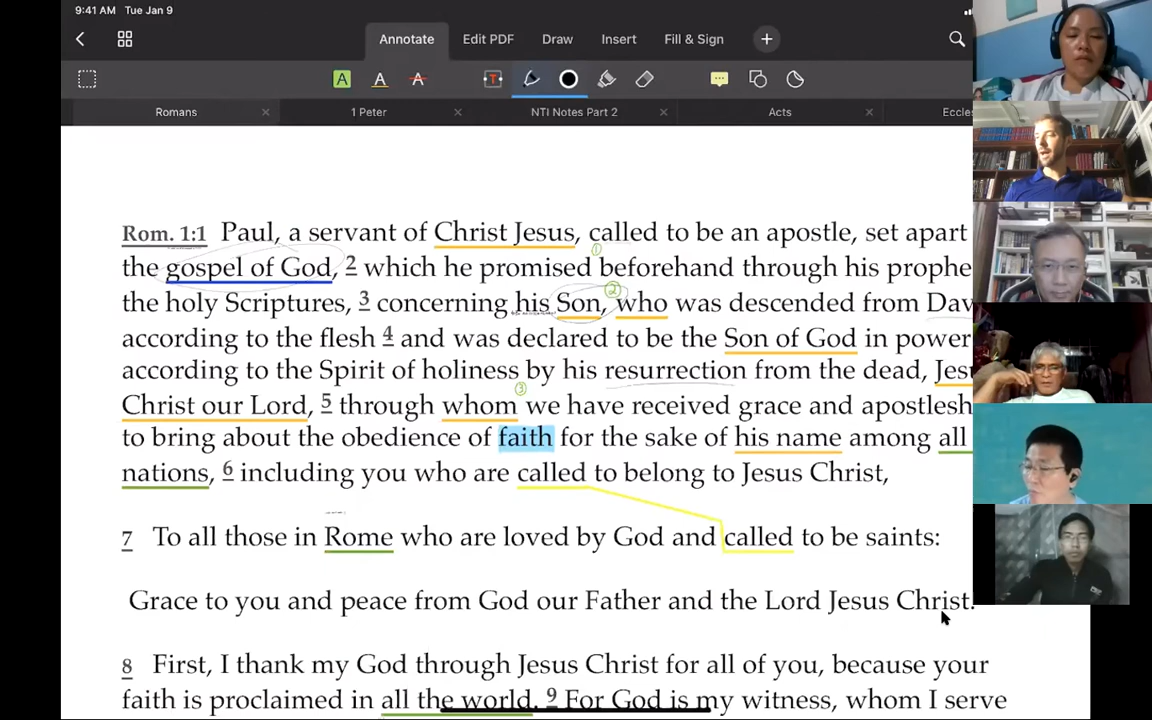 9:41 AM Tue Jan 9
Annotate Edit PDF Draw Insert Fill & Sign
A A A T
Romans 1 Peter NTI Notes Part 2 Acts Eccles
Rom. 1:1 Paul, a servant of Christ Jesus, called to be an apostle, set apart
the gospel of God, 2 which he promised beforehand through his prophe
the holy Scriptures, 3 concerning his Son, who was descended from Dav
according to the flesh 4 and was declared to be the Son of God in power
according to the Spirit of holiness by his resurrection from the dead, Jesu
Christ our Lord, 5 through whom we have received grace and apostlesh
to bring about the obedience of faith for the sake of his name among all
nations, 6 including you who are called to belong to Jesus Christ,
7 To all those in Rome who are loved by God and called to be saints:
Grace to you and peace from God our Father and the Lord Jesus Christ.
8 First, I thank my God through Jesus Christ for all of you, because your
faith is proclaimed in all the world. 9 For God is my witness, whom I serve